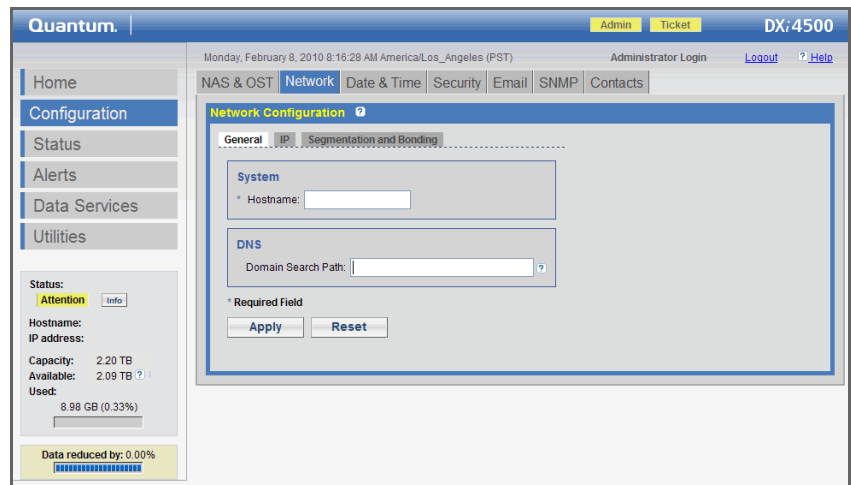 Quantum.
Admin Ticket DXi4500
Monday, February 8, 2010 8:16:28 AM America/Los_Angeles (PST) Administrator Login Logout ? Help
Home
Configuration
Status
Alerts
Data Services
Utilities
NAS & OST Network Date & Time Security Email SNMP Contacts
Network Configuration ?
General IP Segmentation and Bonding
System
* Hostname:
DNS
Domain Search Path: ?
* Required Field
Apply Reset
Status:
Attention Info
Hostname:
IP address:
Capacity: 2.20 TB
Available: 2.09 TB ?
Used:
8.98 GB (0.33%)
Data reduced by: 0.00%